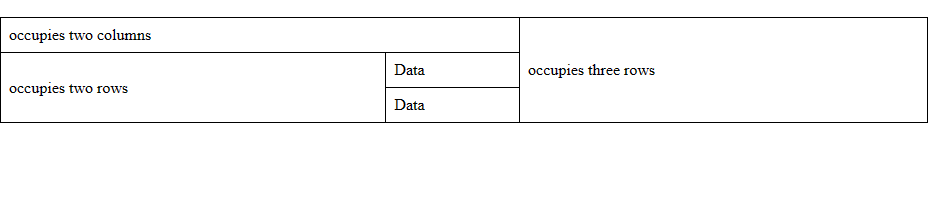 occupies two columns
occupies three rows
occupies two rows
Data
Data